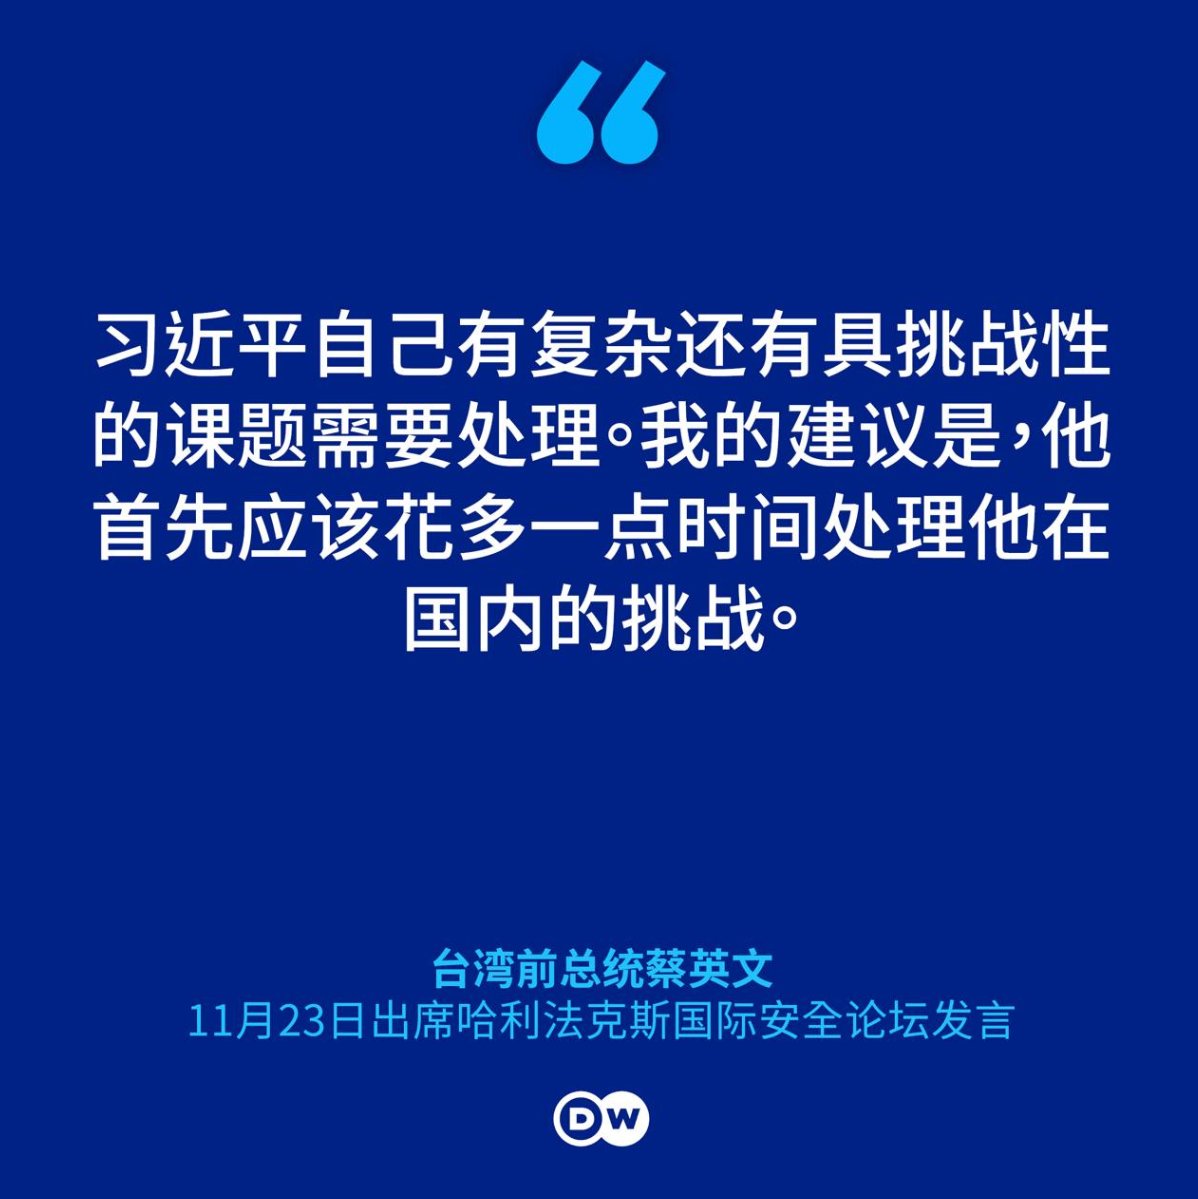 “
习近平自己有复杂还有具挑战性
的课题需要处理。我的建议是，他
首先应该花多一点时间处理他在
国内的挑战。
台湾前总统蔡英文
11月23日出席哈利法克斯国际安全论坛发言
DW